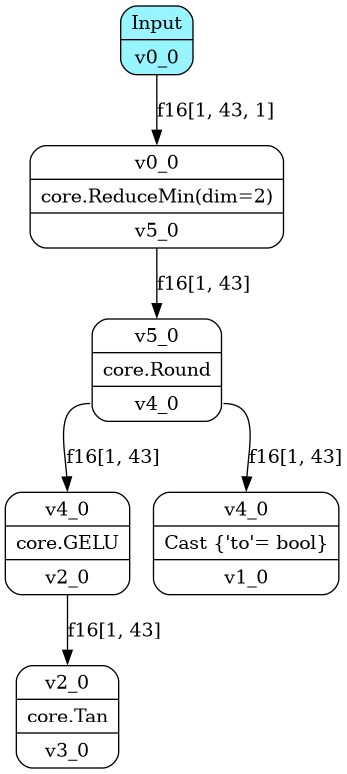 Input
v0_0
f16[1, 43, 1]
v0_0
core.ReduceMin(dim=2)
v5_0
f16[1, 43]
v5_0
core.Round
v4_0
f16[1, 43]
f16[1, 43]
v4_0
core.GELU
v2_0
v4_0
Cast {'to'= bool}
v1_0
f16[1, 43]
v2_0
core.Tan
v3_0